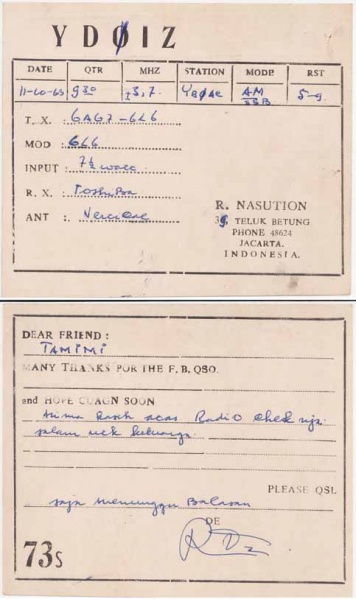 YDØIZ
DATE QTR MHZ STATION MODE RST
11-10-63 930 ±3,7. YBØAC AM SSB 5-9.
T. X. : 6AG7-6L6
MOD : 6L6
INPUT : 7½ watt
R. X. : Toshiba
ANT :
R. NASUTION
39, TELUK BETUNG
PHONE 48624
JACARTA.
INDONESIA.
DEAR FRIEND :
TAMIMI
MANY THANKS FOR THE F. B. QSO.
and HOPE CUAGN SOON
Trima kasih atas Radio check nja
salam utk keluarga
PLEASE QSL
saja menunggu Balasan
DE
73s